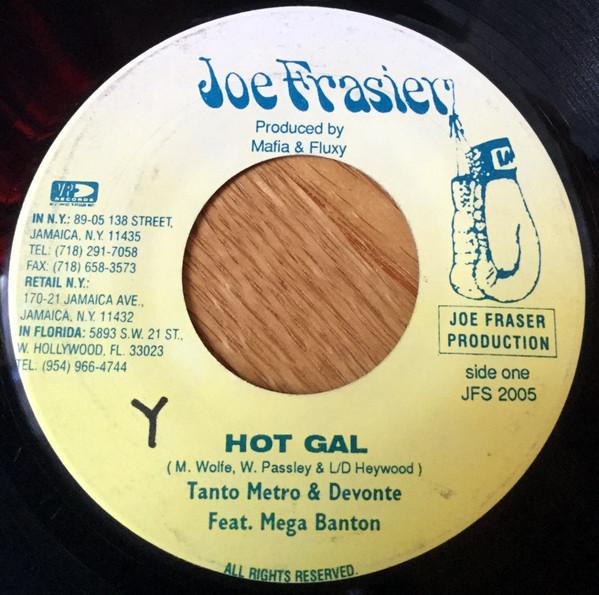 Joe Frasier
Produced by
Mafia & Fluxy
VP
RECORDS
IN N.Y.: 89-05 138 STREET,
JAMAICA, N.Y. 11435
TEL: (718) 291-7058
FAX: (718) 658-3573
RETAIL N.Y.:
170-21 JAMAICA AVE.,
JAMAICA, N.Y. 11432
IN FLORIDA: 5893 S.W. 21 ST.,
W. HOLLYWOOD, FL. 33023
TEL: (954) 966-4744
JOE FRASER
PRODUCTION
side one
JFS 2005
Y
HOT GAL
( M. Wolfe, W. Passley & L/D Heywood )
Tanto Metro & Devonte
Feat. Mega Banton
ALL RIGHTS RESERVED.